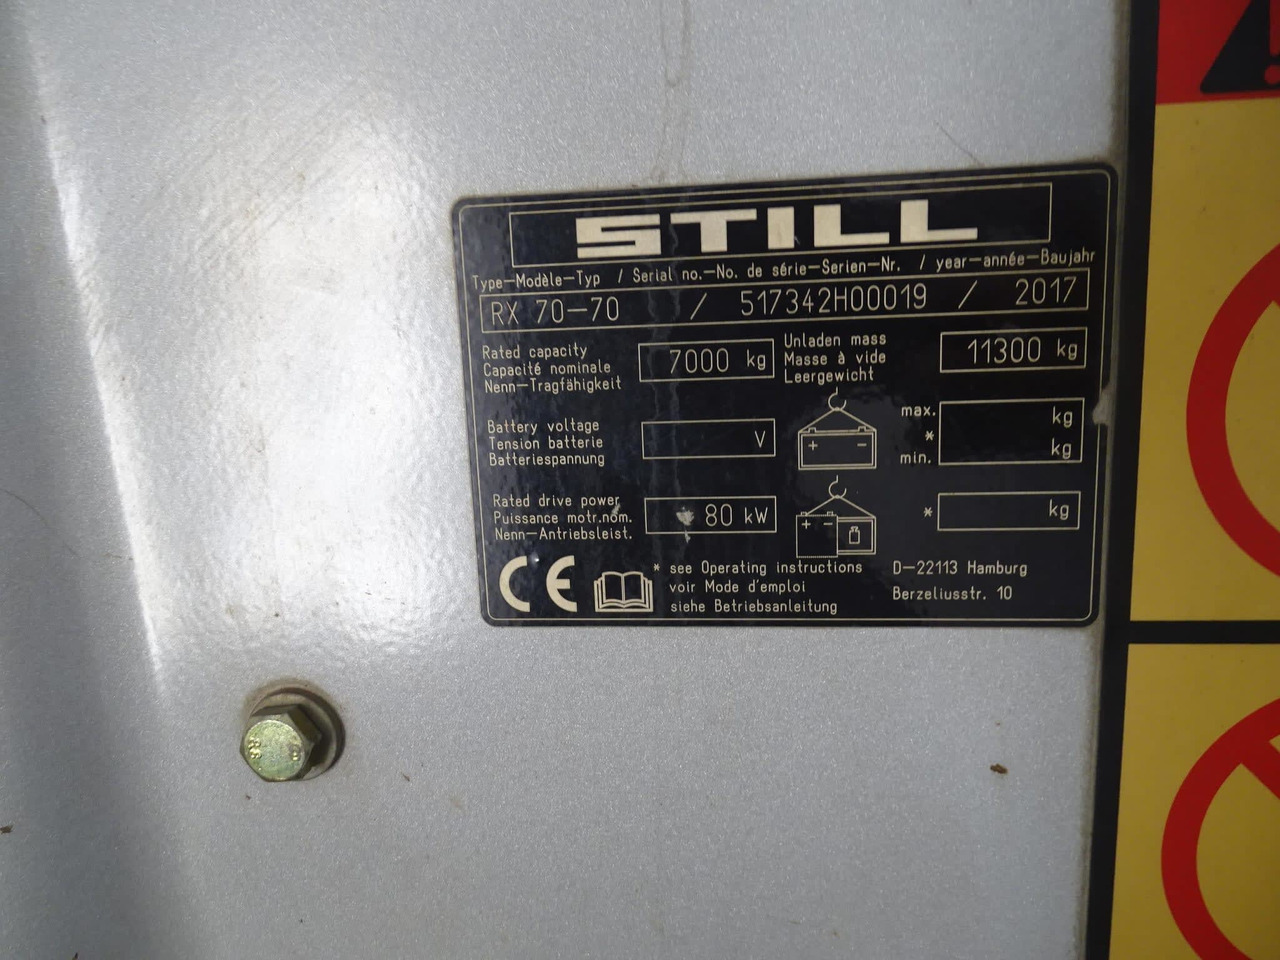 STILL
Type—Modèle—Typ / Serial no.—No. de série—Serien—Nr. / year—année—Baujahr
RX 70—70 / 517342H00019 / 2017
Rated capacity
Capacité nominale
Nenn—Tragfähigkeit
7000 kg
Unladen mass
Masse à vide
Leergewicht
11300 kg
Battery voltage
Tension batterie
Batteriespannung
V
+ −
max. kg
*
min. kg
Rated drive power
Puissance motr.nom.
Nenn—Antriebsleist.
80 kW
+ −
* kg
CE
* see Operating instructions
voir Mode d'emploi
siehe Betriebsanleitung
D—22113 Hamburg
Berzeliusstr. 10